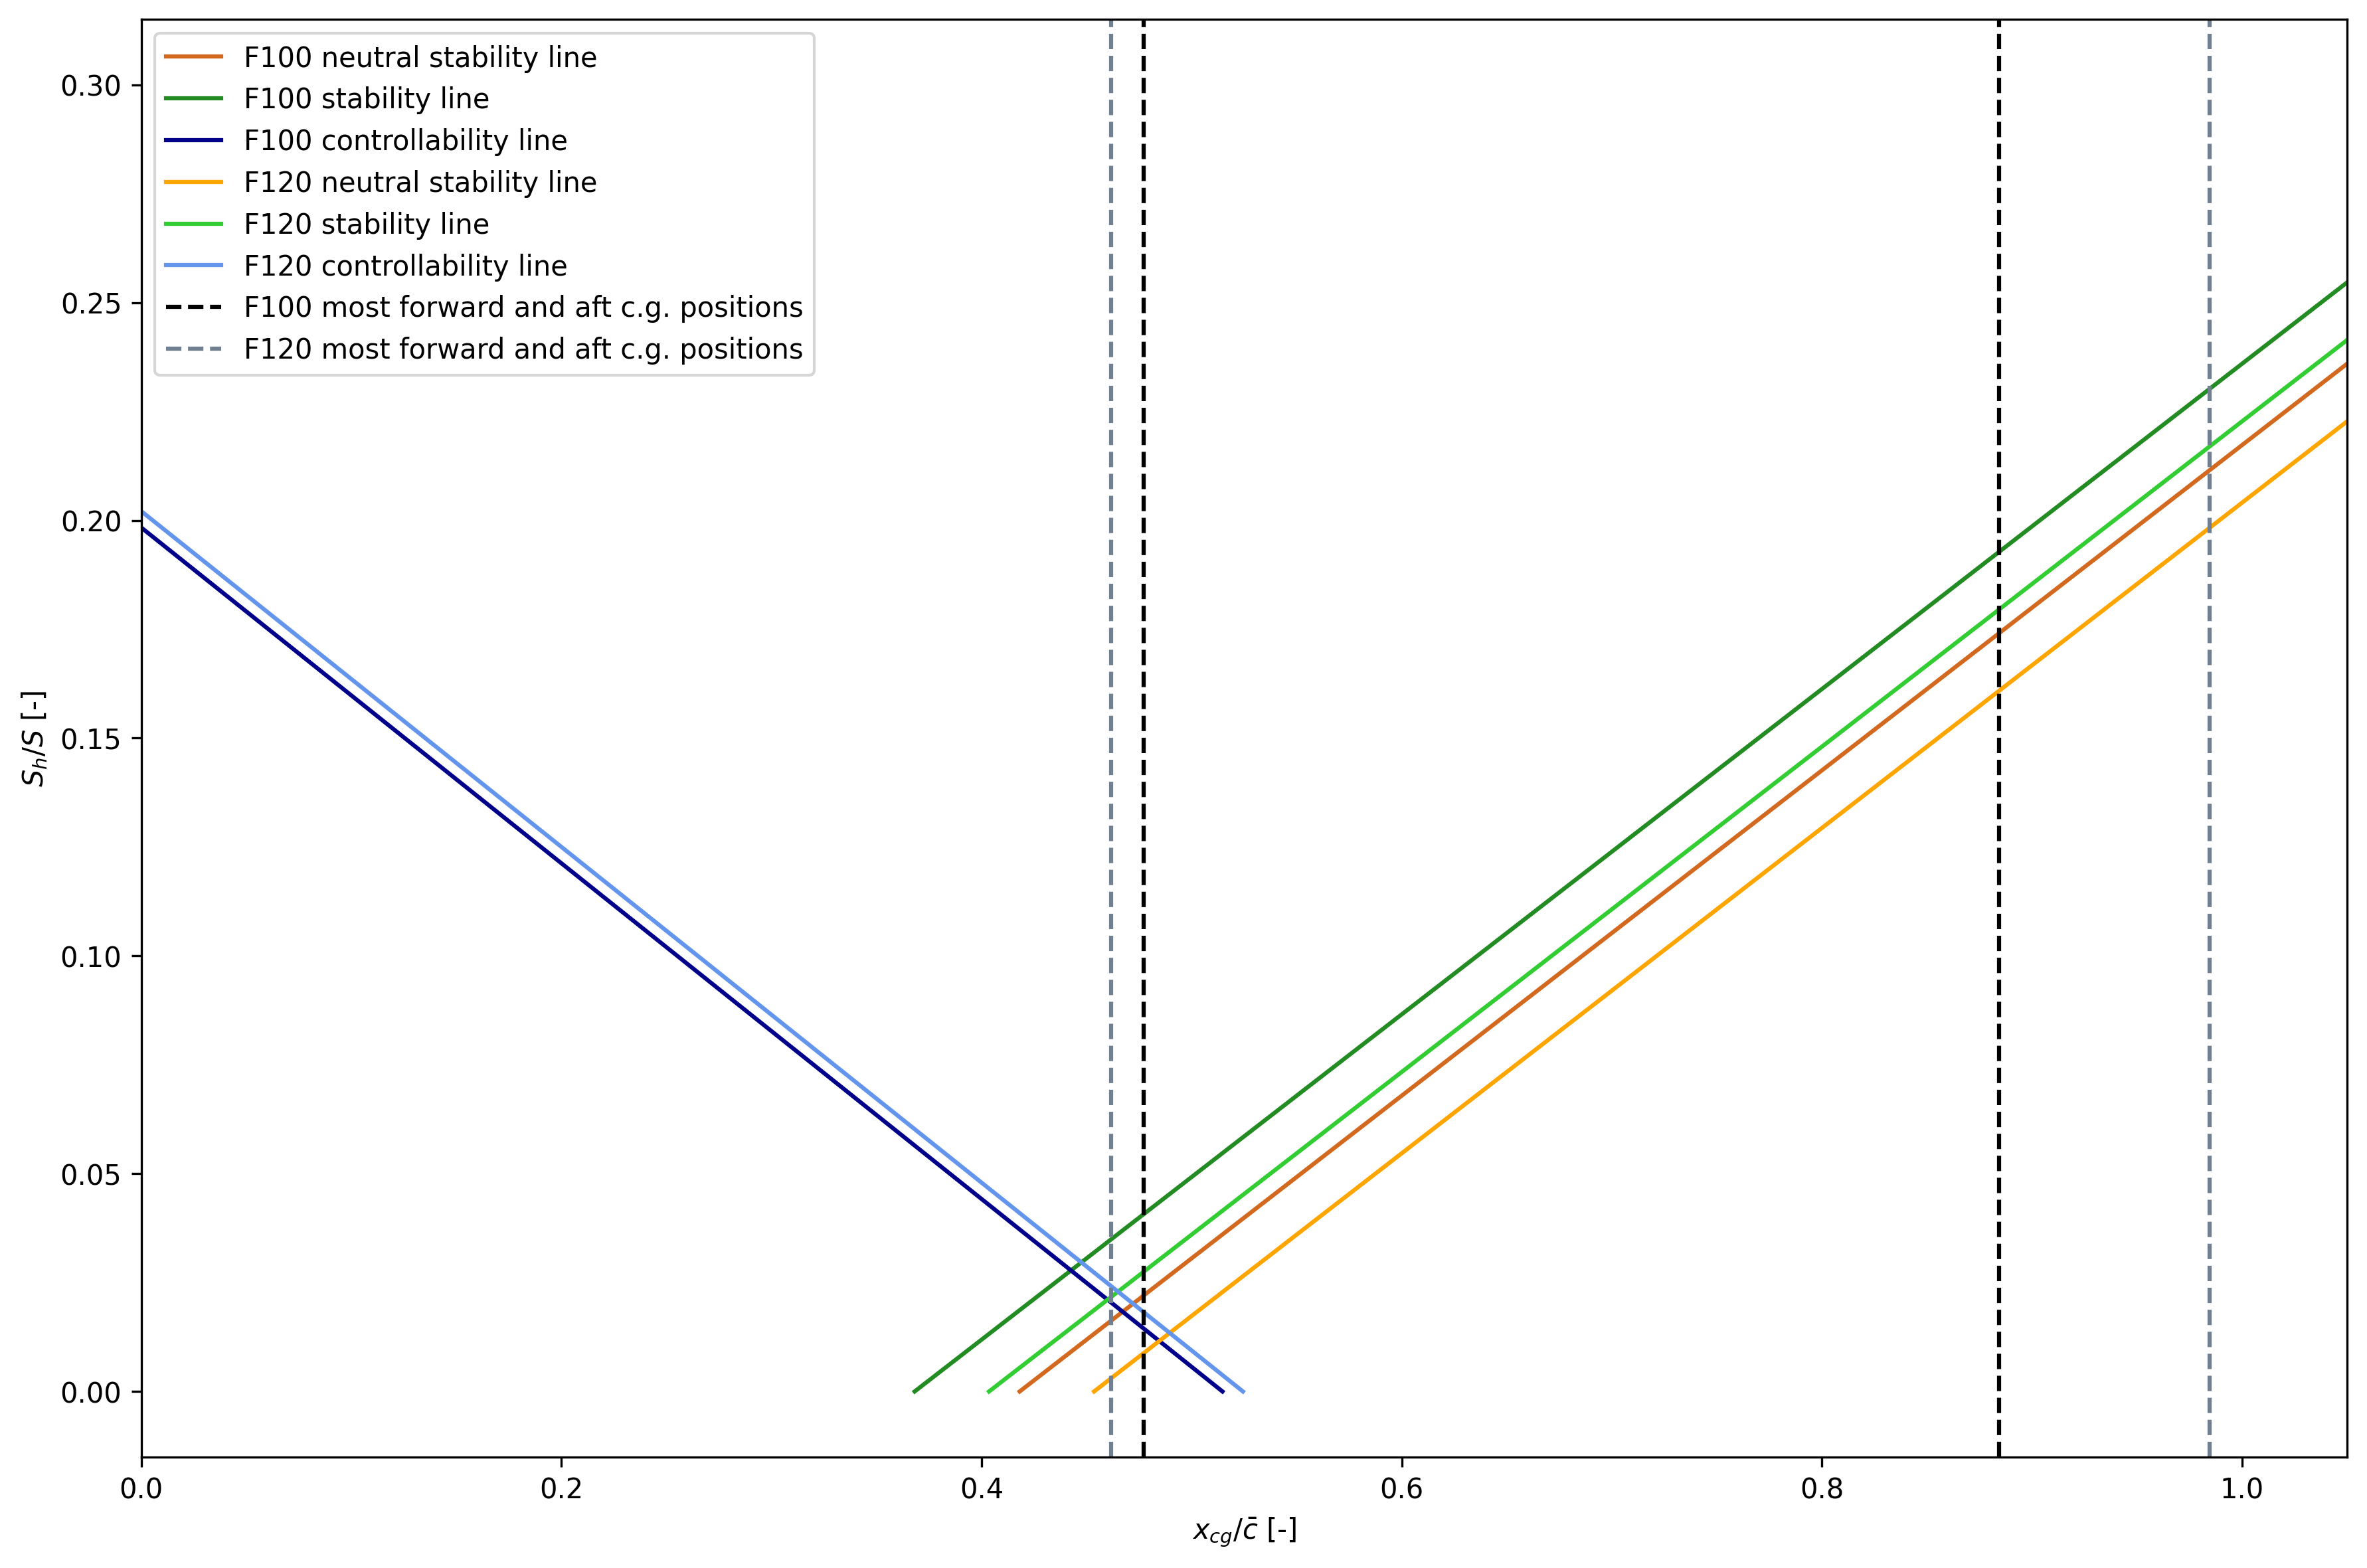 F100 neutral stability line
F100 stability line
F100 controllability line
F120 neutral stability line
F120 stability line
F120 controllability line
F100 most forward and aft c.g. positions
F120 most forward and aft c.g. positions
0.30
0.25
0.20
0.15
0.10
0.05
0.00
S_h/S [-]
0.0 0.2 0.4 0.6 0.8 1.0
x_{cg}/c̄ [-]